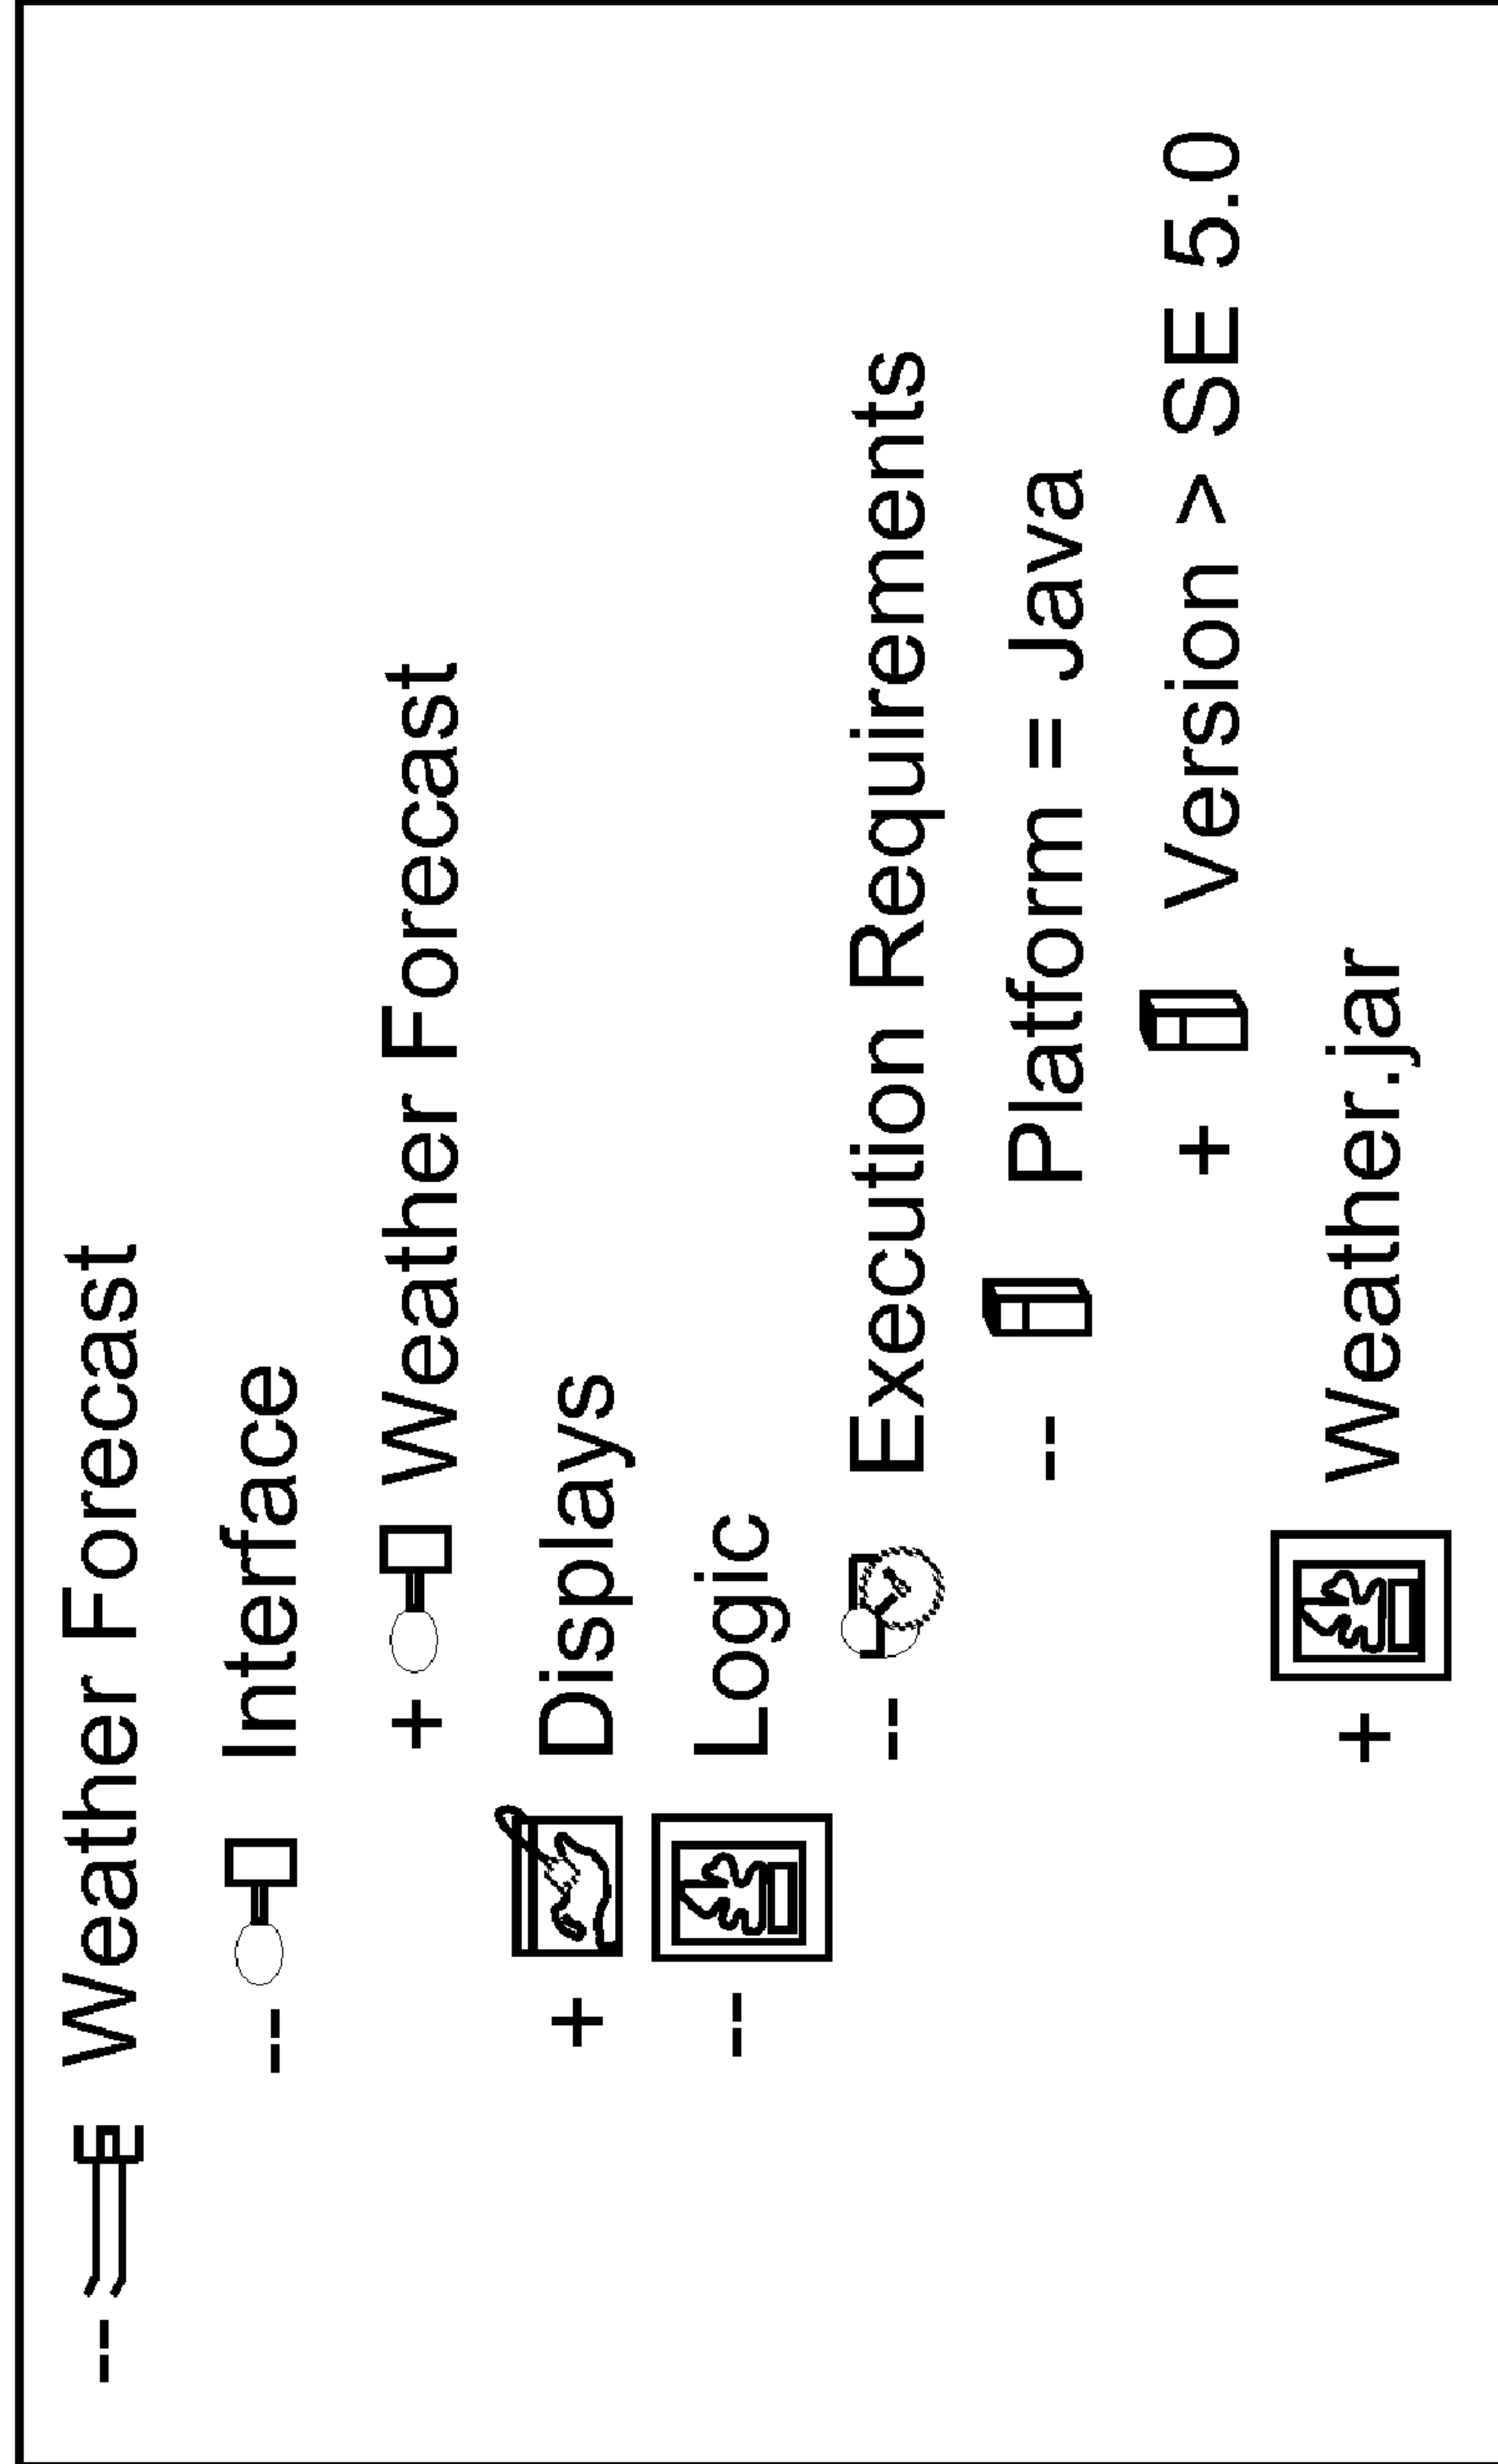 -- Weather Forecast
-- Interface
+ Weather Forecast
+ Displays
-- Logic
-- Execution Requirements
-- Platform = Java
+ Version > SE 5.0
+ Weather.jar